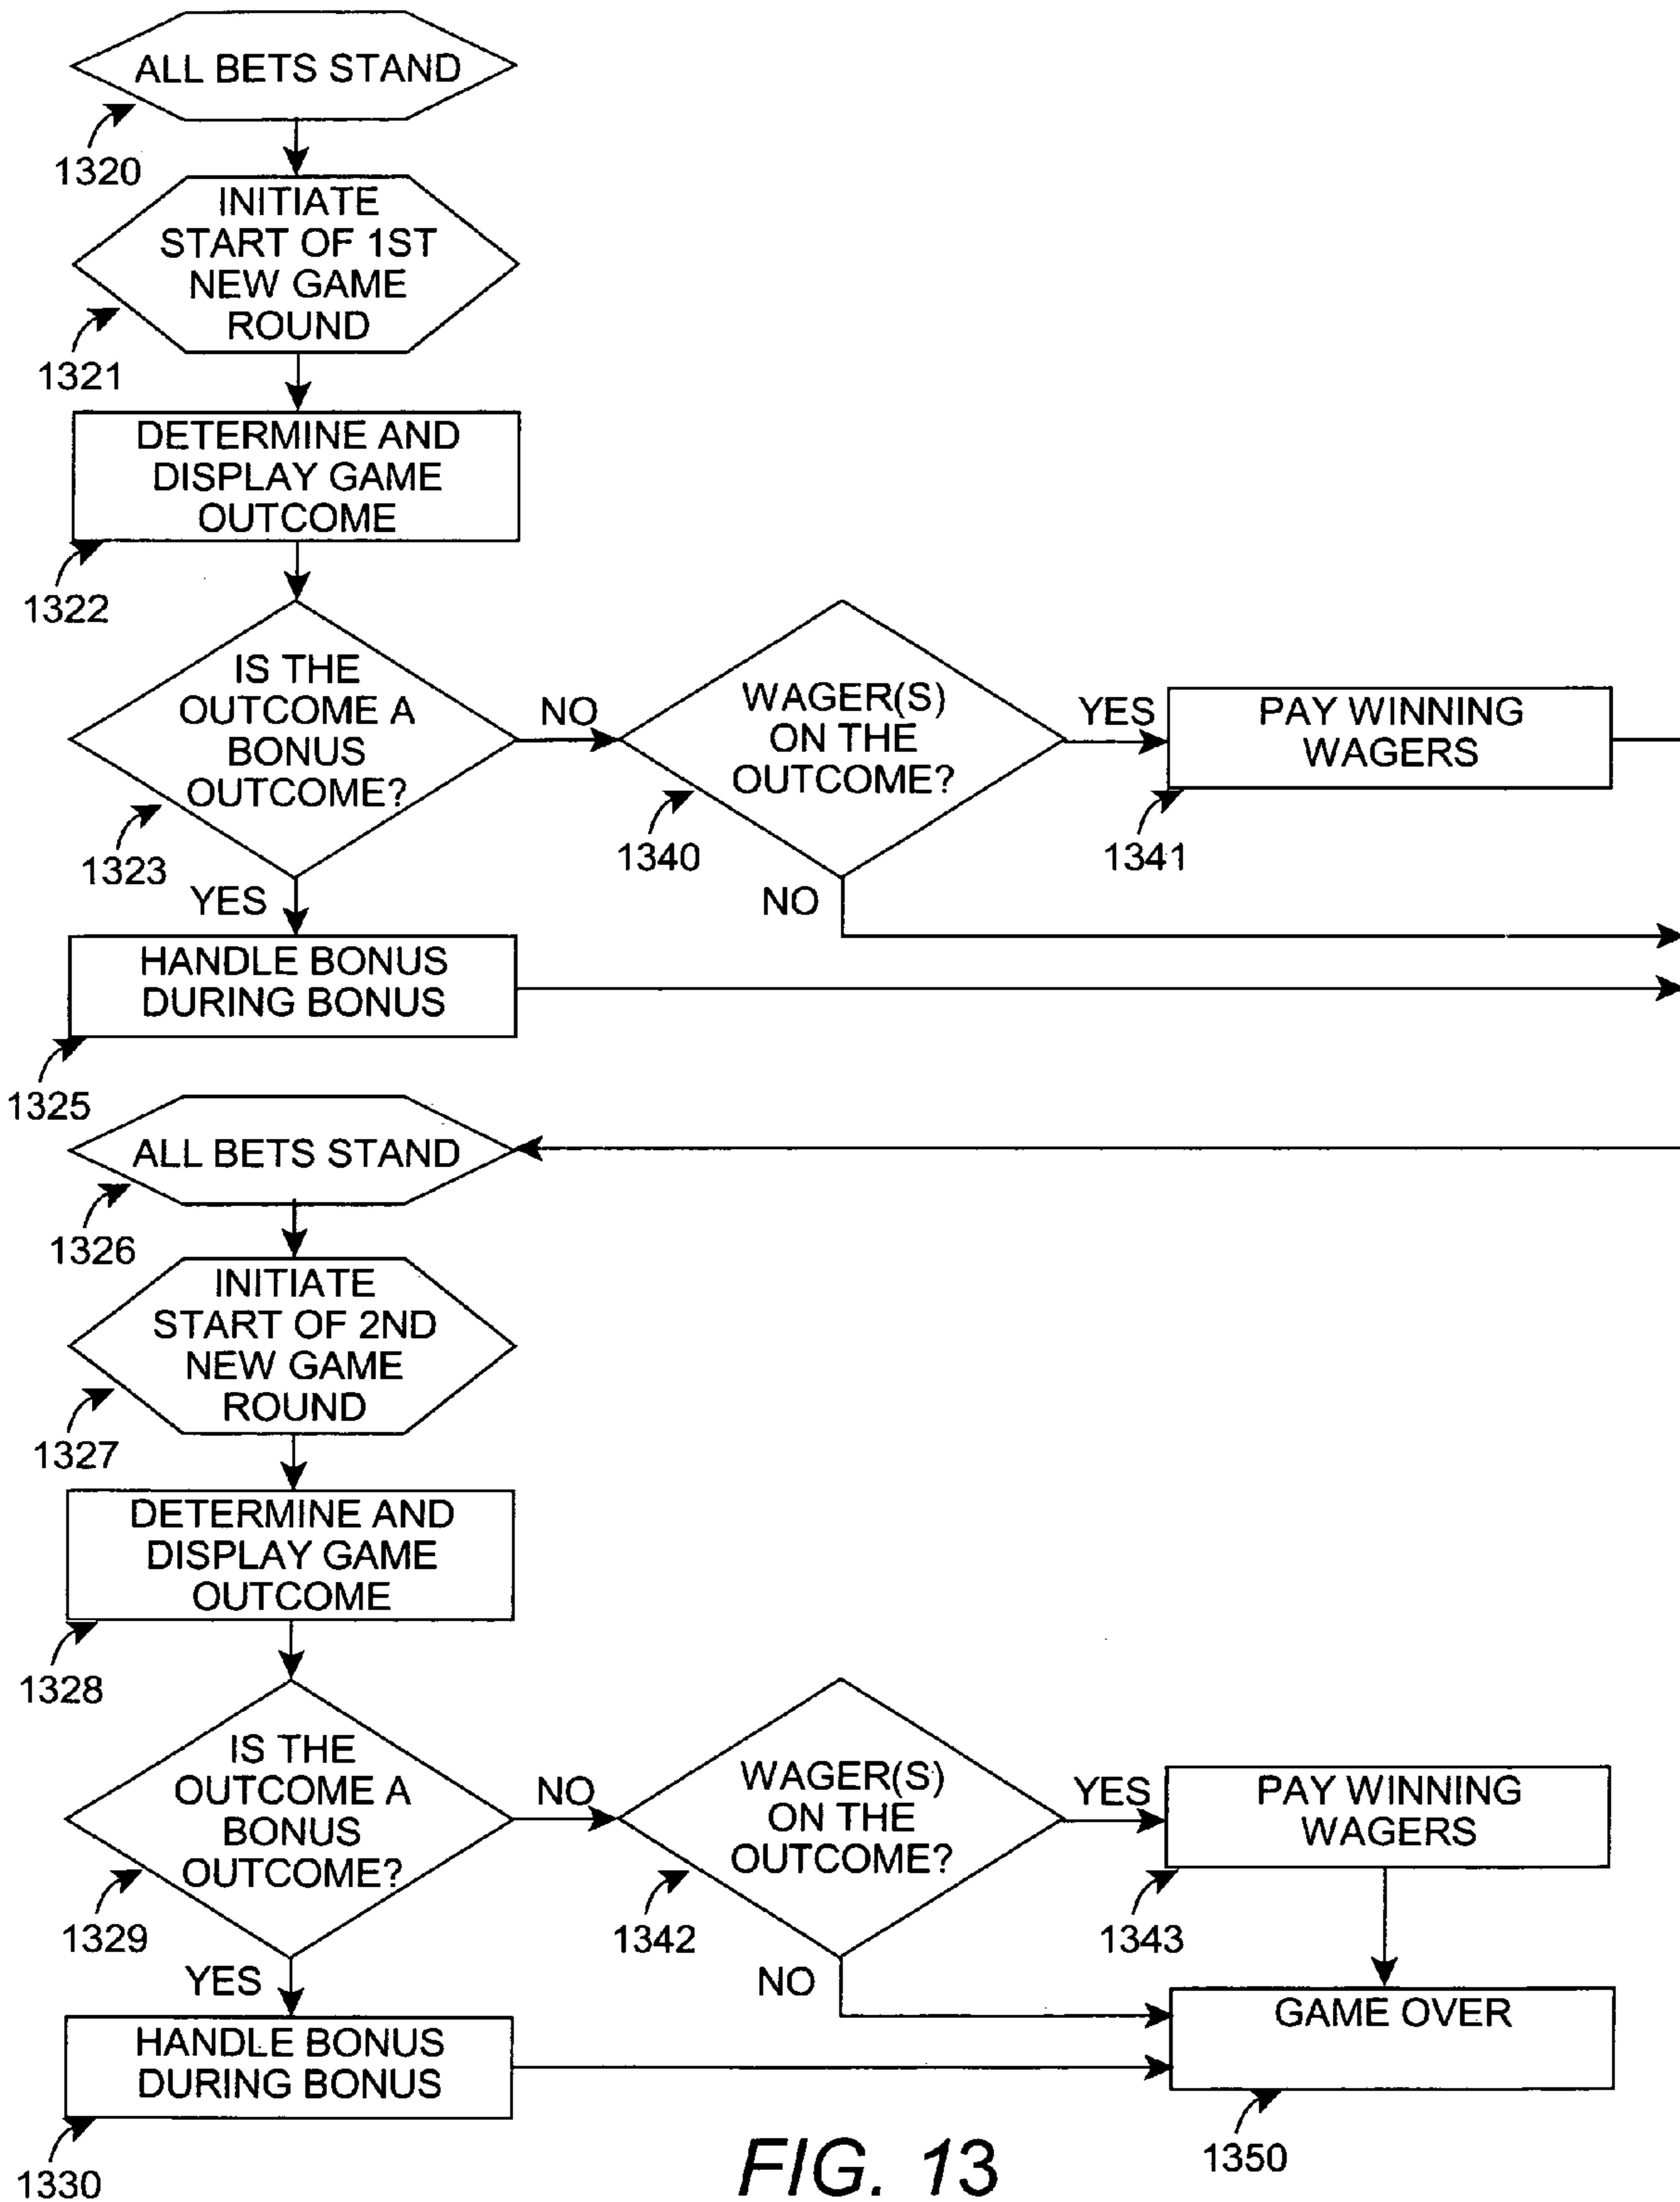 ALL BETS STAND
1320
INITIATE
START OF 1ST
NEW GAME
ROUND
1321
DETERMINE AND
DISPLAY GAME
OUTCOME
1322
IS THE
OUTCOME A
BONUS
OUTCOME?
1323
NO
WAGER(S)
ON THE
OUTCOME?
1340
YES
PAY WINNING
WAGERS
1341
YES
NO
HANDLE BONUS
DURING BONUS
1325
ALL BETS STAND
1326
INITIATE
START OF 2ND
NEW GAME
ROUND
1327
DETERMINE AND
DISPLAY GAME
OUTCOME
1328
IS THE
OUTCOME A
BONUS
OUTCOME?
1329
NO
WAGER(S)
ON THE
OUTCOME?
1342
YES
PAY WINNING
WAGERS
1343
YES
NO
HANDLE BONUS
DURING BONUS
1330
GAME OVER
1350
FIG. 13